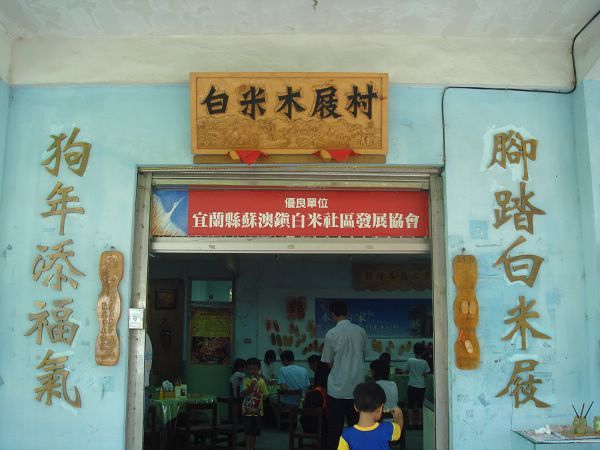 白米木屐村
優良單位
宜蘭縣蘇澳鎮白米社區發展協會
腳踏白米屐
狗年添福氣